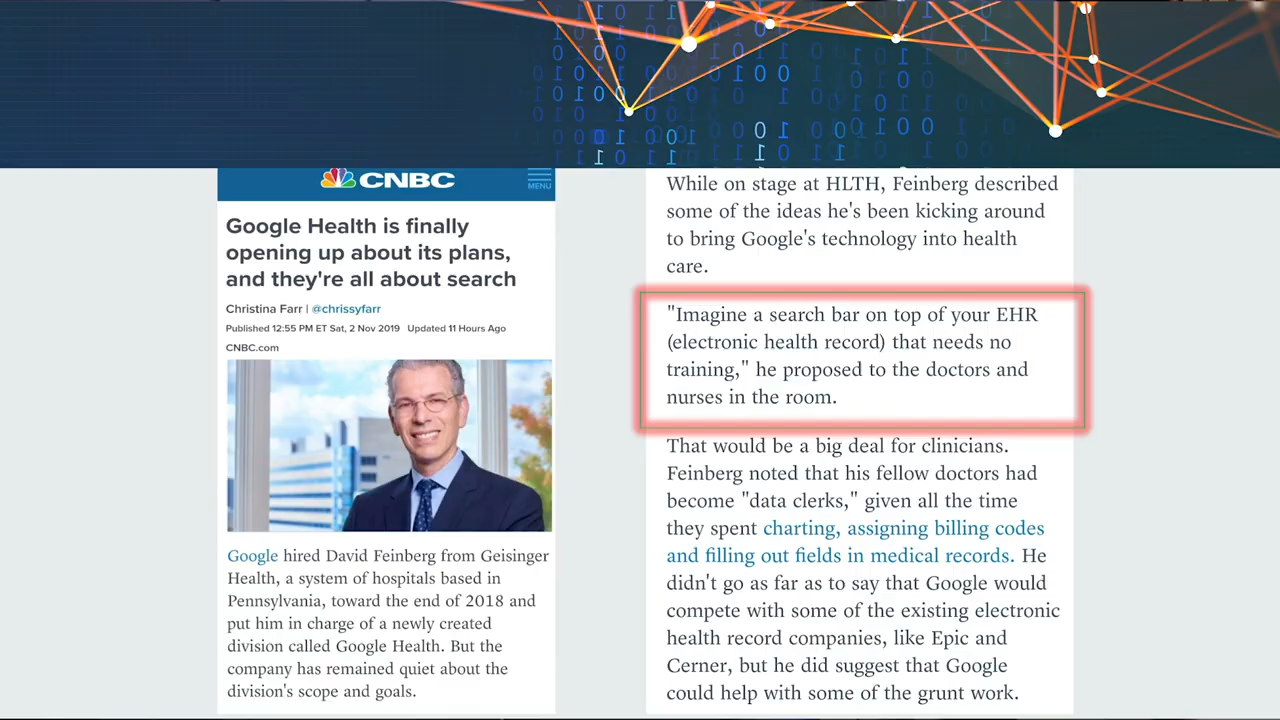 CNBC
MENU
Google Health is finally
opening up about its plans,
and they're all about search
Christina Farr | @chrissyfarr
Published 12:55 PM ET Sat, 2 Nov 2019 Updated 11 Hours Ago
CNBC.com
Google hired David Feinberg from Geisinger
Health, a system of hospitals based in
Pennsylvania, toward the end of 2018 and
put him in charge of a newly created
division called Google Health. But the
company has remained quiet about the
division's scope and goals.
While on stage at HLTH, Feinberg described
some of the ideas he's been kicking around
to bring Google's technology into health
care.
"Imagine a search bar on top of your EHR
(electronic health record) that needs no
training," he proposed to the doctors and
nurses in the room.
That would be a big deal for clinicians.
Feinberg noted that his fellow doctors had
become "data clerks," given all the time
they spent charting, assigning billing codes
and filling out fields in medical records. He
didn't go as far as to say that Google would
compete with some of the existing electronic
health record companies, like Epic and
Cerner, but he did suggest that Google
could help with some of the grunt work.